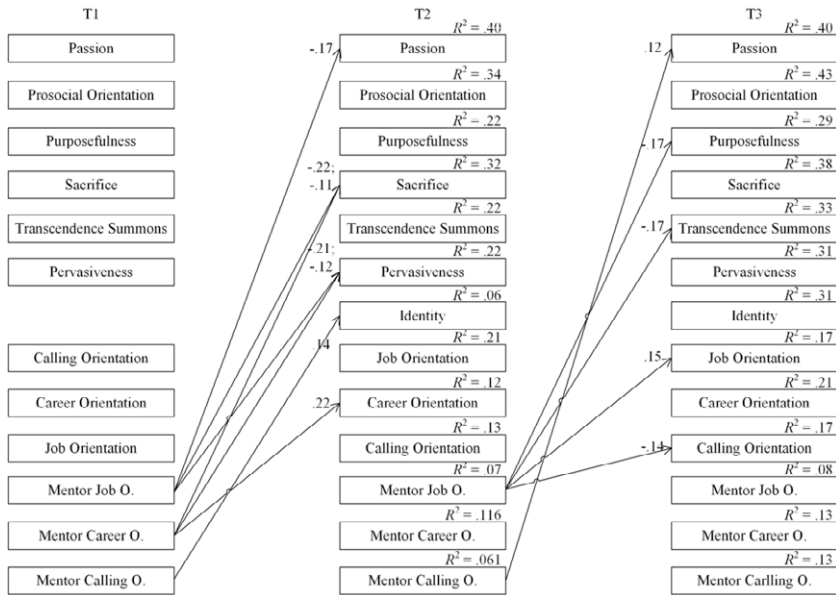 T1 T2 T3
R² = .40 R² = .40
Passion -.17 Passion .12 Passion
R² = .34 R² = .43
Prosocial Orientation Prosocial Orientation Prosocial Orientation
R² = .22 R² = .29
Purposefulness Purposefulness -.17 Purposefulness
R² = .32 R² = .38
-.22;
Sacrifice -.11 Sacrifice Sacrifice
R² = .22 R² = .33
Transcendence Summons Transcendence Summons -.17 Transcendence Summons
R² = .22 R² = .31
-.21;
Pervasiveness -.12 Pervasiveness Pervasiveness
R² = .06 R² = .31
Identity Identity
R² = .21 R² = .17
Calling Orientation .14 Job Orientation .15 Job Orientation
R² = .12 R² = .21
Career Orientation .22 Career Orientation Career Orientation
R² = .13 R² = .17
Job Orientation Calling Orientation -.14 Calling Orientation
R² = .07 R² = .08
Mentor Job O. Mentor Job O. Mentor Job O.
R² = .116 R² = .13
Mentor Career O. Mentor Career O. Mentor Career O.
R² = .061 R² = .13
Mentor Calling O. Mentor Calling O. Mentor Carlling O.